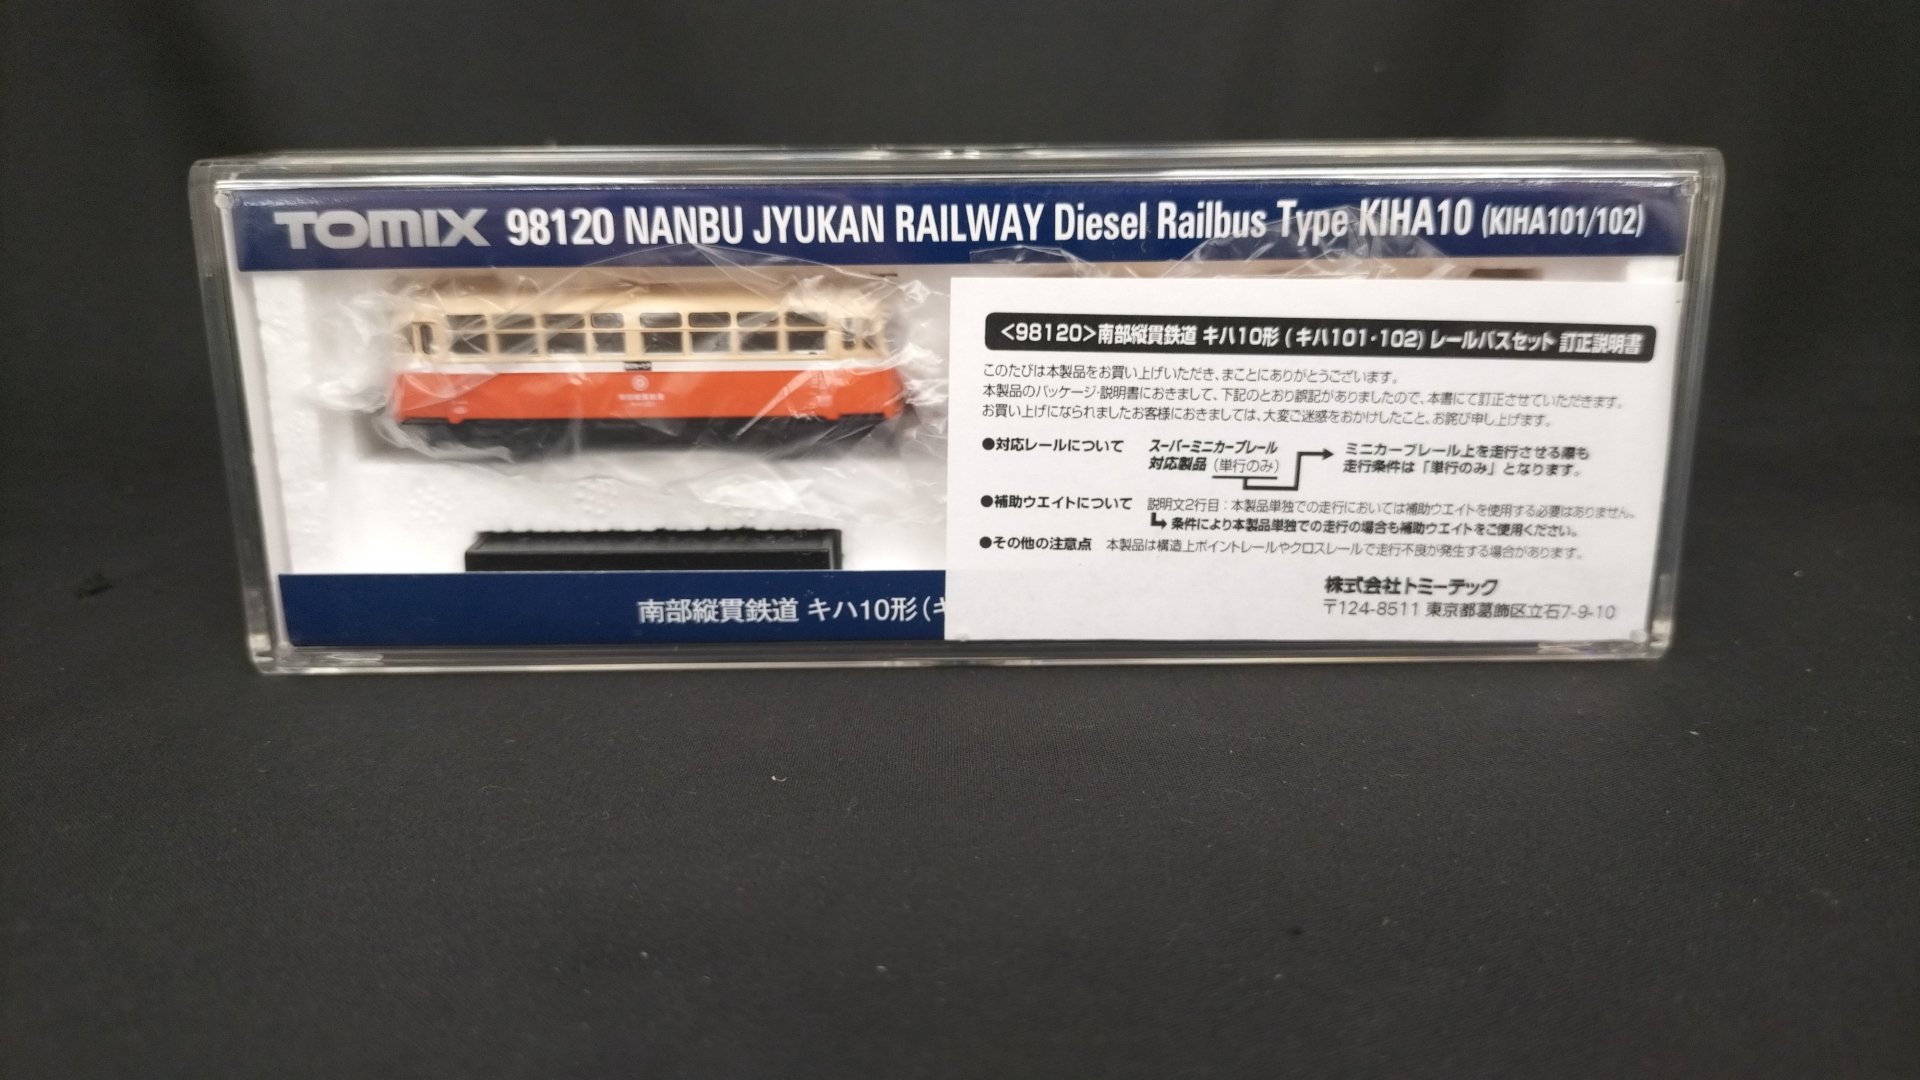 TOMIX 98120 NANBU JYUKAN RAILWAY Diesel Railbus Type KIHA10 (KIHA101/102)
<98120>南部縦貫鉄道 キハ10形 (キハ101・102) レールバスセット 訂正説明書
このたびは本製品をお買い上げいただき、まことにありがとうございます。
本製品のパッケージ・説明書におきまして、下記のとおり誤記がありましたので、本書にて訂正させていただきます。
お買い上げになられましたお客様におきましては、大変ご迷惑をおかけしたこと、お詫び申し上げます。
●対応レールについて スーパーミニカーブレール
対応製品 (単行のみ)
ミニカーブレール上を走行させる際も
走行条件は「単行のみ」となります。
●補助ウエイトについて 説明文2行目:本製品単独での走行においては補助ウエイトを使用する必要はありません。
条件により本製品単独での走行の場合も補助ウエイトをご使用ください。
●その他の注意点 本製品は構造上ポイントレールやクロスレールで走行不良が発生する場合があります。
株式会社トミーテック
〒124-8511 東京都葛飾区立石7-9-10
南部縦貫鉄道 キハ10形(キ